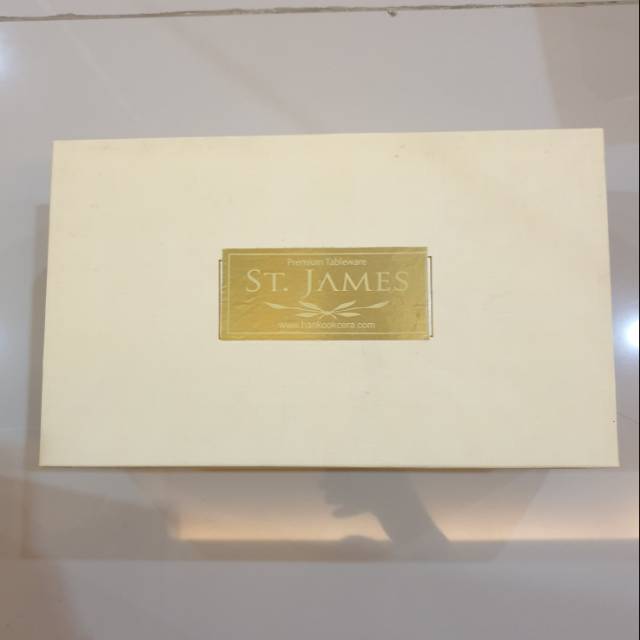 Premium Tableware
ST. JAMES
www.hankookcera.com